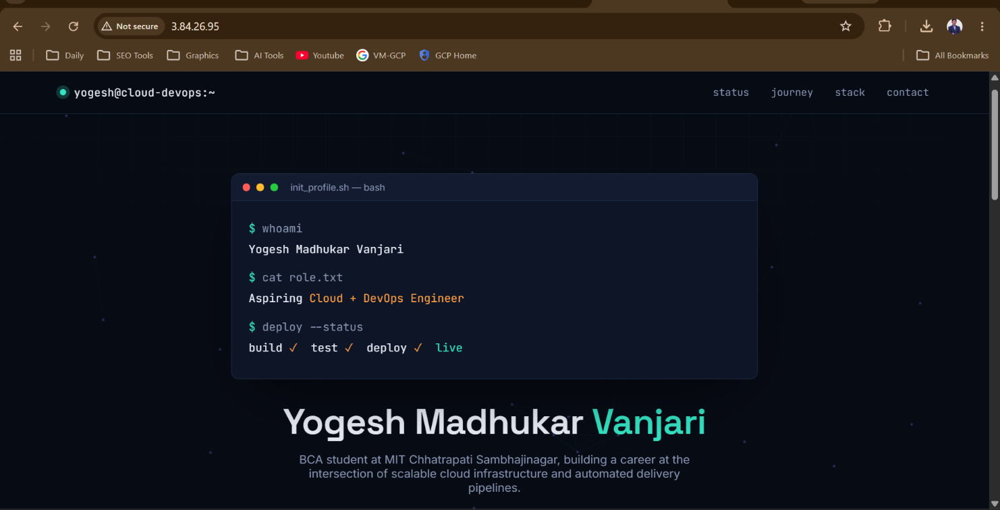 Not secure
3.84.26.95
Daily
SEO Tools
Graphics
AI Tools
Youtube
VM-GCP
GCP Home
All Bookmarks
yogesh@cloud-devops:~
status
journey
stack
contact
init_profile.sh — bash
$ whoami
Yogesh Madhukar Vanjari
$ cat role.txt
Aspiring Cloud + DevOps Engineer
$ deploy --status
build ✓ test ✓ deploy ✓ live
Yogesh Madhukar Vanjari
BCA student at MIT Chhatrapati Sambhajinagar, building a career at the
intersection of scalable cloud infrastructure and automated delivery
pipelines.